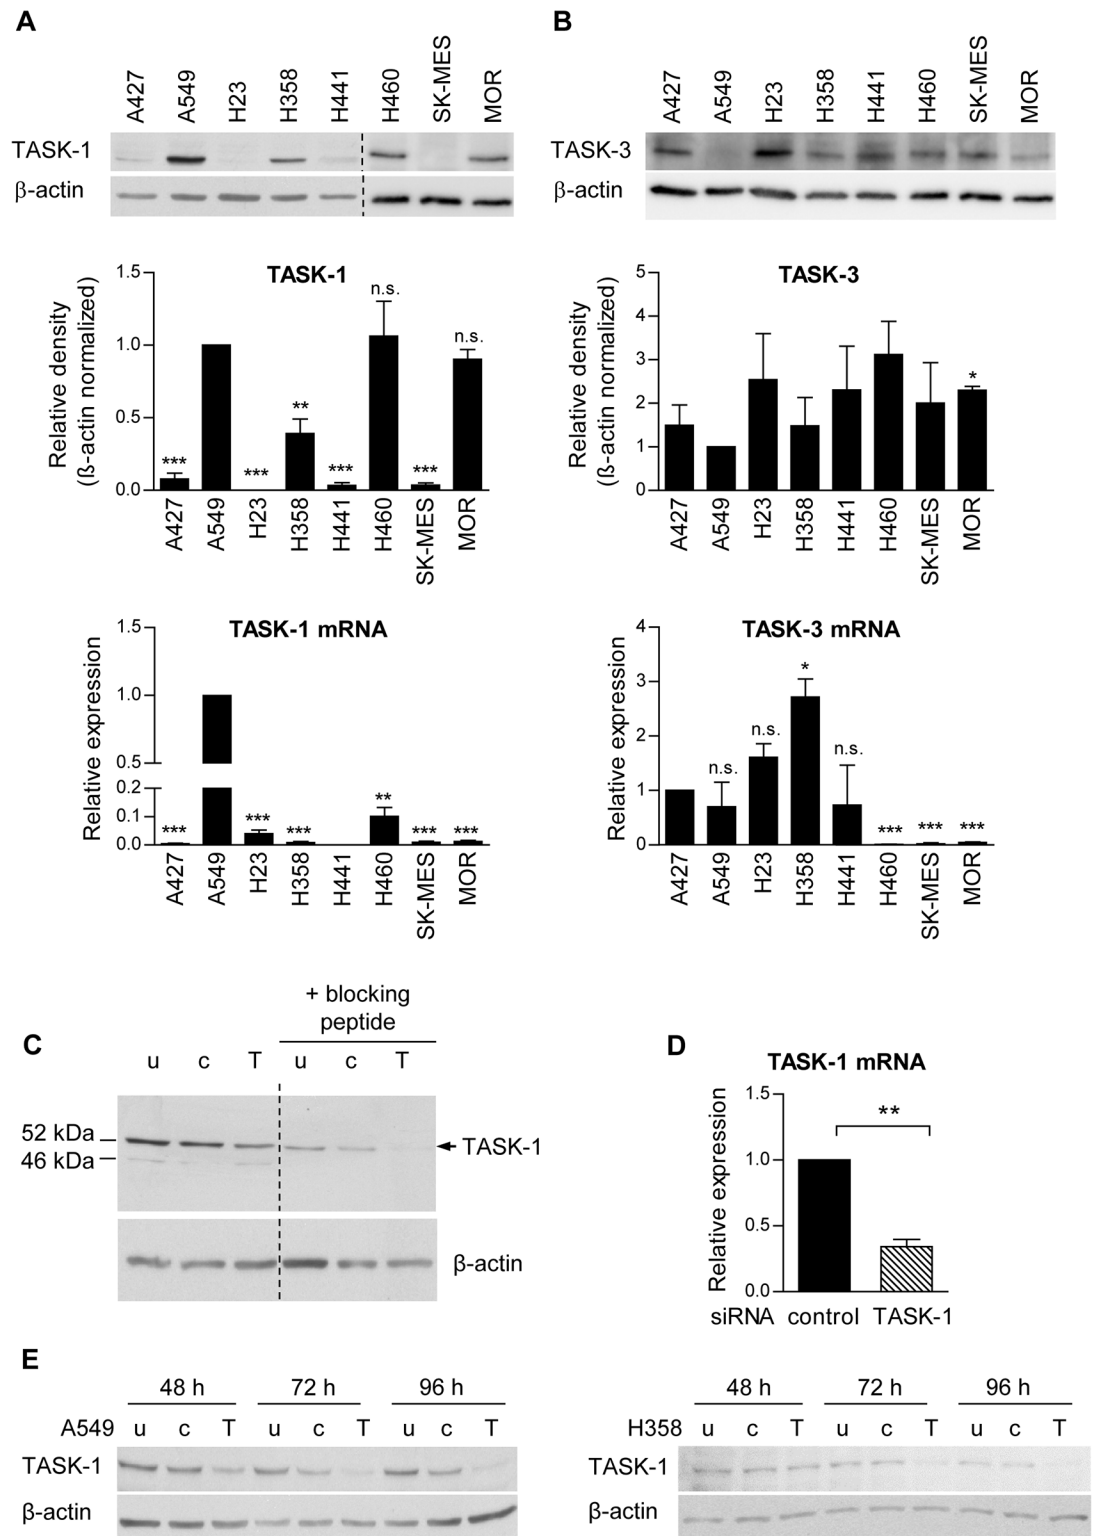 A
A427 A549 H23 H358 H441 H460 SK-MES MOR
TASK-1
β-actin
TASK-1
Relative density
(ß-actin normalized)
1.5
1.0
0.5
0.0
*** *** ** *** n.s. *** n.s.
A427 A549 H23 H358 H441 H460 SK-MES MOR
TASK-1 mRNA
Relative expression
1.5
1.0
0.5
0.2
0.1
0.0
*** *** *** ** *** ***
A427 A549 H23 H358 H441 H460 SK-MES MOR
B
A427 A549 H23 H358 H441 H460 SK-MES MOR
TASK-3
β-actin
TASK-3
Relative density
(ß-actin normalized)
5
4
3
2
1
0
*
A427 A549 H23 H358 H441 H460 SK-MES MOR
TASK-3 mRNA
Relative expression
4
3
2
1
0
n.s. n.s. * n.s. *** *** ***
A427 A549 H23 H358 H441 H460 SK-MES MOR
C
+ blocking
peptide
u c T u c T
52 kDa
46 kDa
TASK-1
β-actin
D
TASK-1 mRNA
Relative expression
1.5
1.0
0.5
0.0
**
siRNA control TASK-1
E
48 h 72 h 96 h
A549 u c T u c T u c T
TASK-1
β-actin
48 h 72 h 96 h
H358 u c T u c T u c T
TASK-1
β-actin